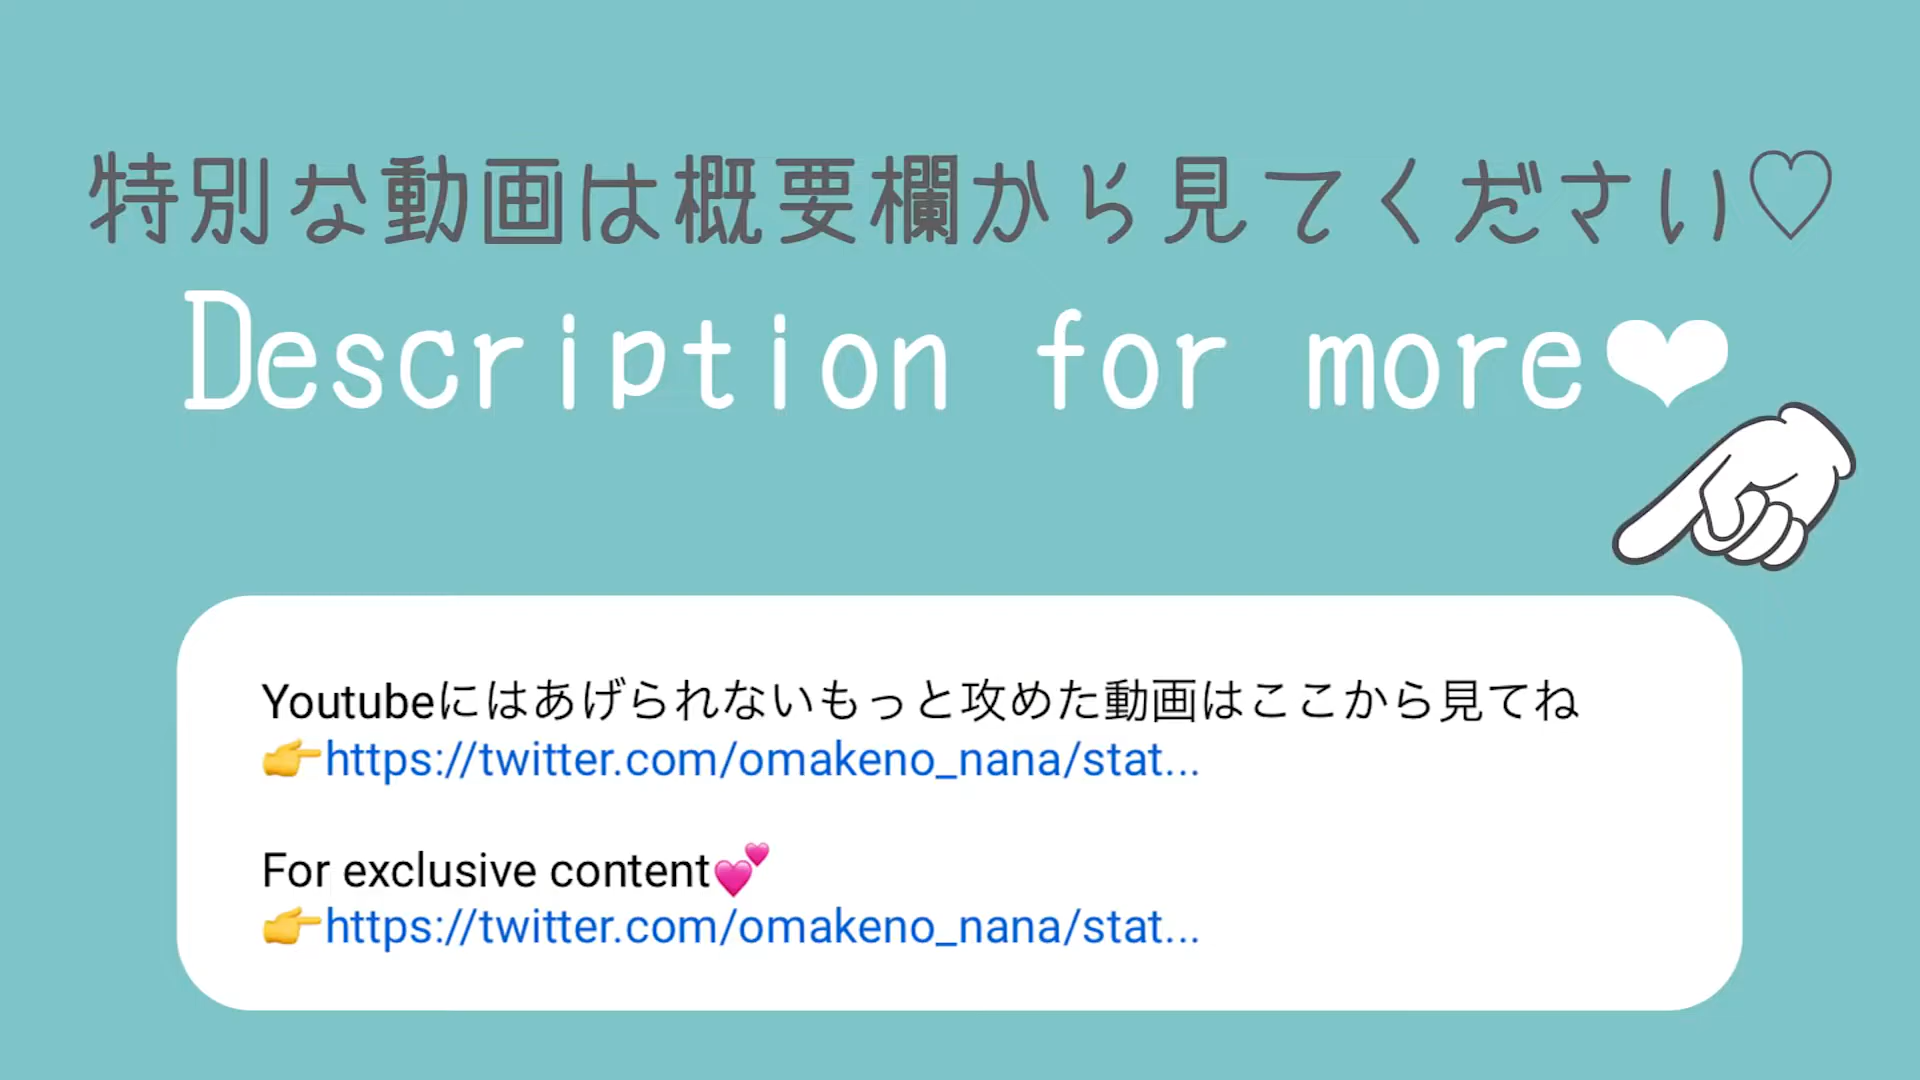 特別な動画は概要欄から見てください♡
Description for more❤
Youtubeにはあげられないもっと攻めた動画はここから見てね
👉https://twitter.com/omakeno_nana/stat...
For exclusive content💕
👉https://twitter.com/omakeno_nana/stat...